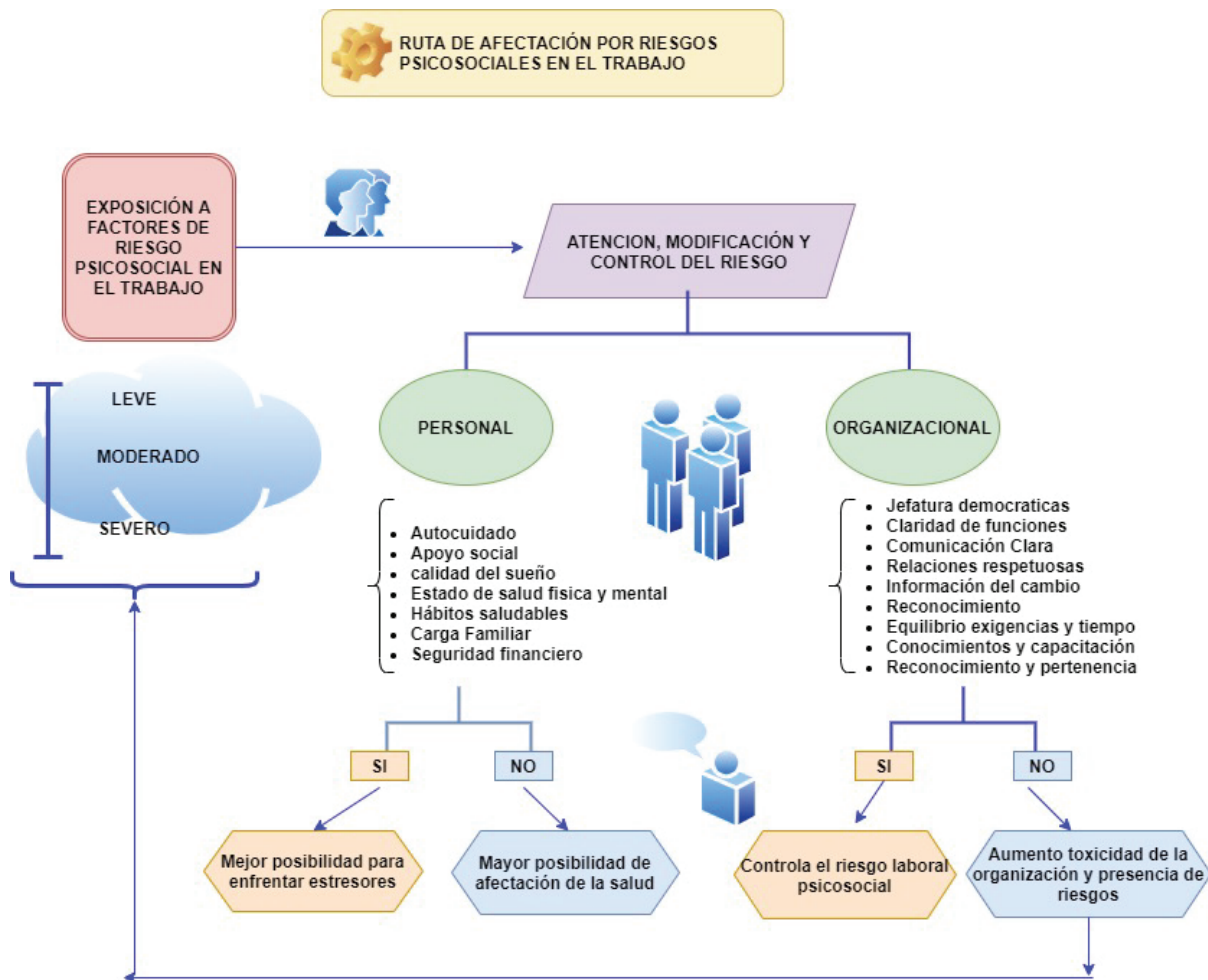 RUTA DE AFECTACIÓN POR RIESGOS
PSICOSOCIALES EN EL TRABAJO
EXPOSICIÓN A
FACTORES DE
RIESGO
PSICOSOCIAL EN
EL TRABAJO
ATENCION, MODIFICACIÓN Y
CONTROL DEL RIESGO
LEVE
MODERADO
SEVERO
PERSONAL
ORGANIZACIONAL
• Autocuidado
• Apoyo social
• calidad del sueño
• Estado de salud fisica y mental
• Hábitos saludables
• Carga Familiar
• Seguridad financiero
• Jefatura democraticas
• Claridad de funciones
• Comunicación Clara
• Relaciones respetuosas
• Información del cambio
• Reconocimiento
• Equilibrio exigencias y tiempo
• Conocimientos y capacitación
• Reconocimiento y pertenencia
SI
NO
SI
NO
Mejor posibilidad para
enfrentar estresores
Mayor posibilidad de
afectación de la salud
Controla el riesgo laboral
psicosocial
Aumento toxicidad de la
organización y presencia de
riesgos